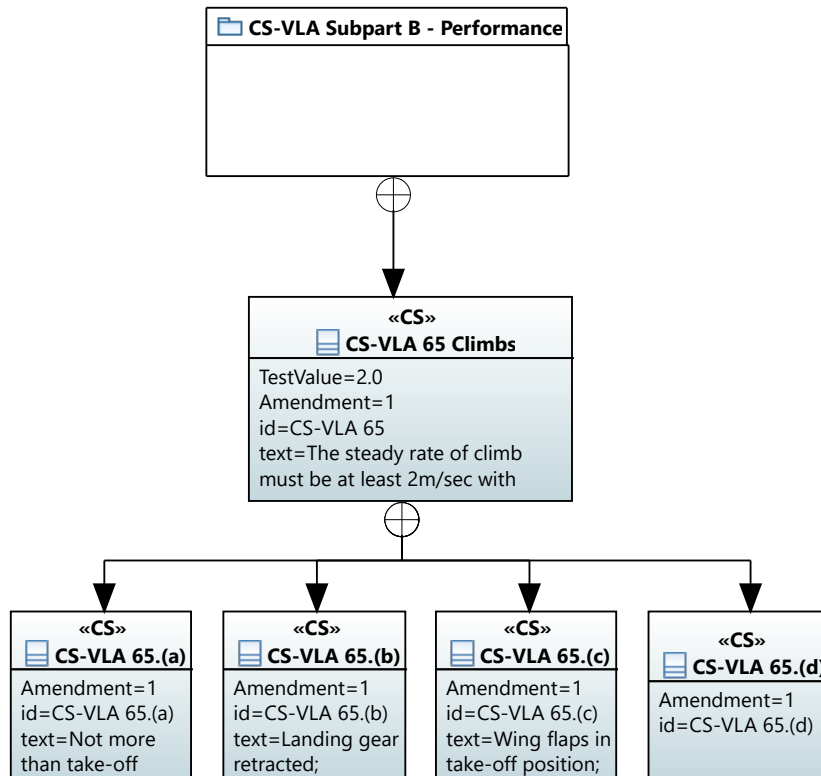 CS-VLA Subpart B - Performance
«CS»
CS-VLA 65 Climbs
TestValue=2.0
Amendment=1
id=CS-VLA 65
text=The steady rate of climb
must be at least 2m/sec with
«CS»
CS-VLA 65.(a)
Amendment=1
id=CS-VLA 65.(a)
text=Not more
than take-off
«CS»
CS-VLA 65.(b)
Amendment=1
id=CS-VLA 65.(b)
text=Landing gear
retracted;
«CS»
CS-VLA 65.(c)
Amendment=1
id=CS-VLA 65.(c)
text=Wing flaps in
take-off position;
«CS»
CS-VLA 65.(d)
Amendment=1
id=CS-VLA 65.(d)